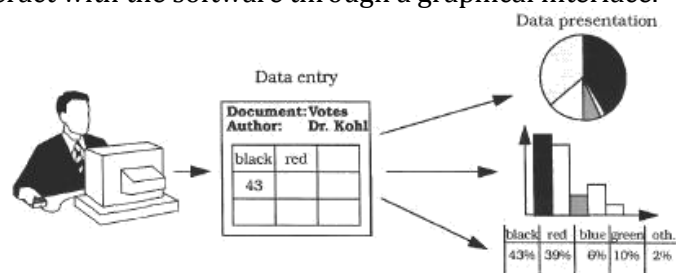 eract with the software through a graphical interface.
Data presentation
Data entry
Document: Votes
Author: Dr. Kohl
black red
43
black red blue green oth.
43% 39% 6% 10% 2%